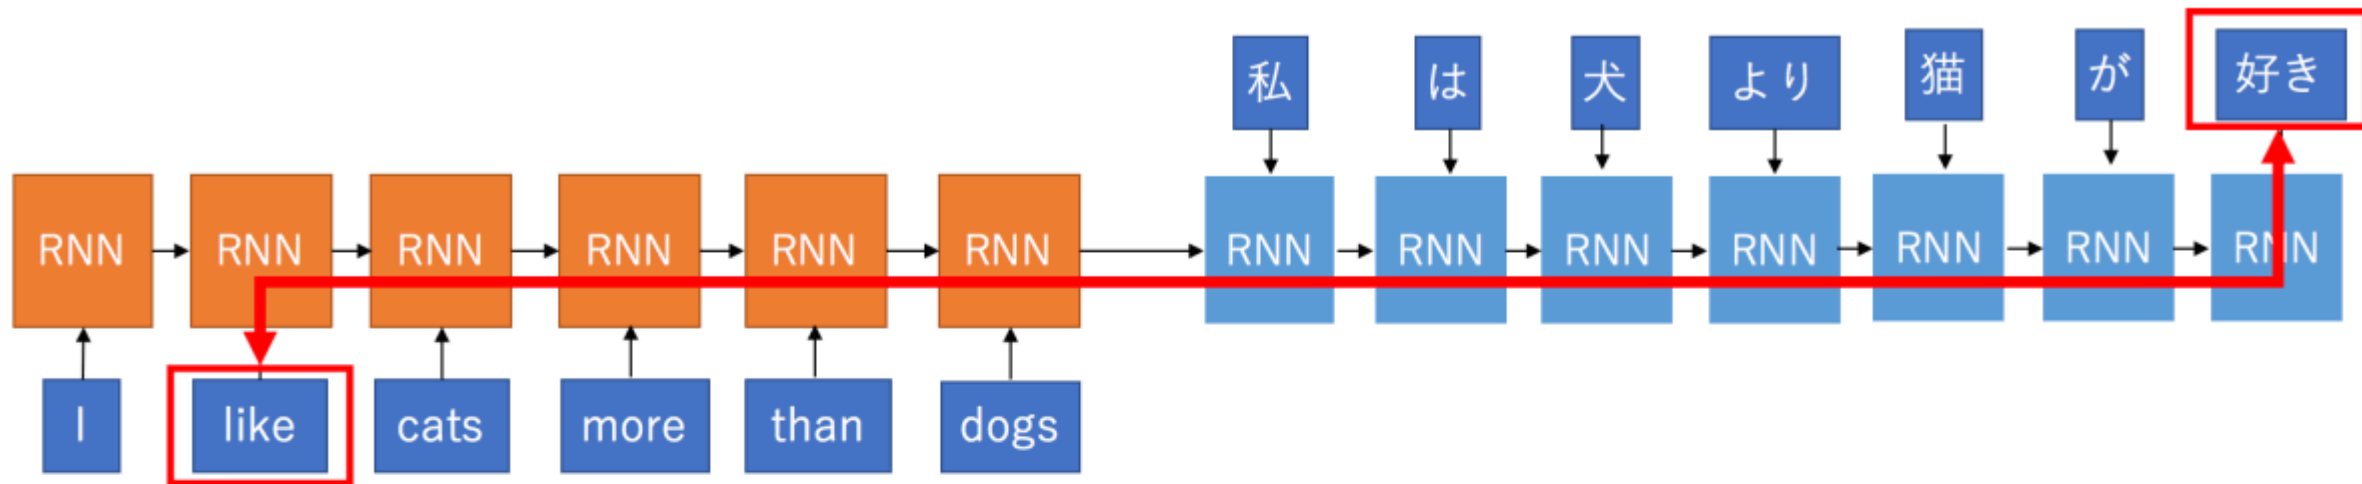 私 は 犬 より 猫 が 好き
RNN RNN RNN RNN RNN RNN RNN RNN RNN RNN RNN RNN RNN
I like cats more than dogs